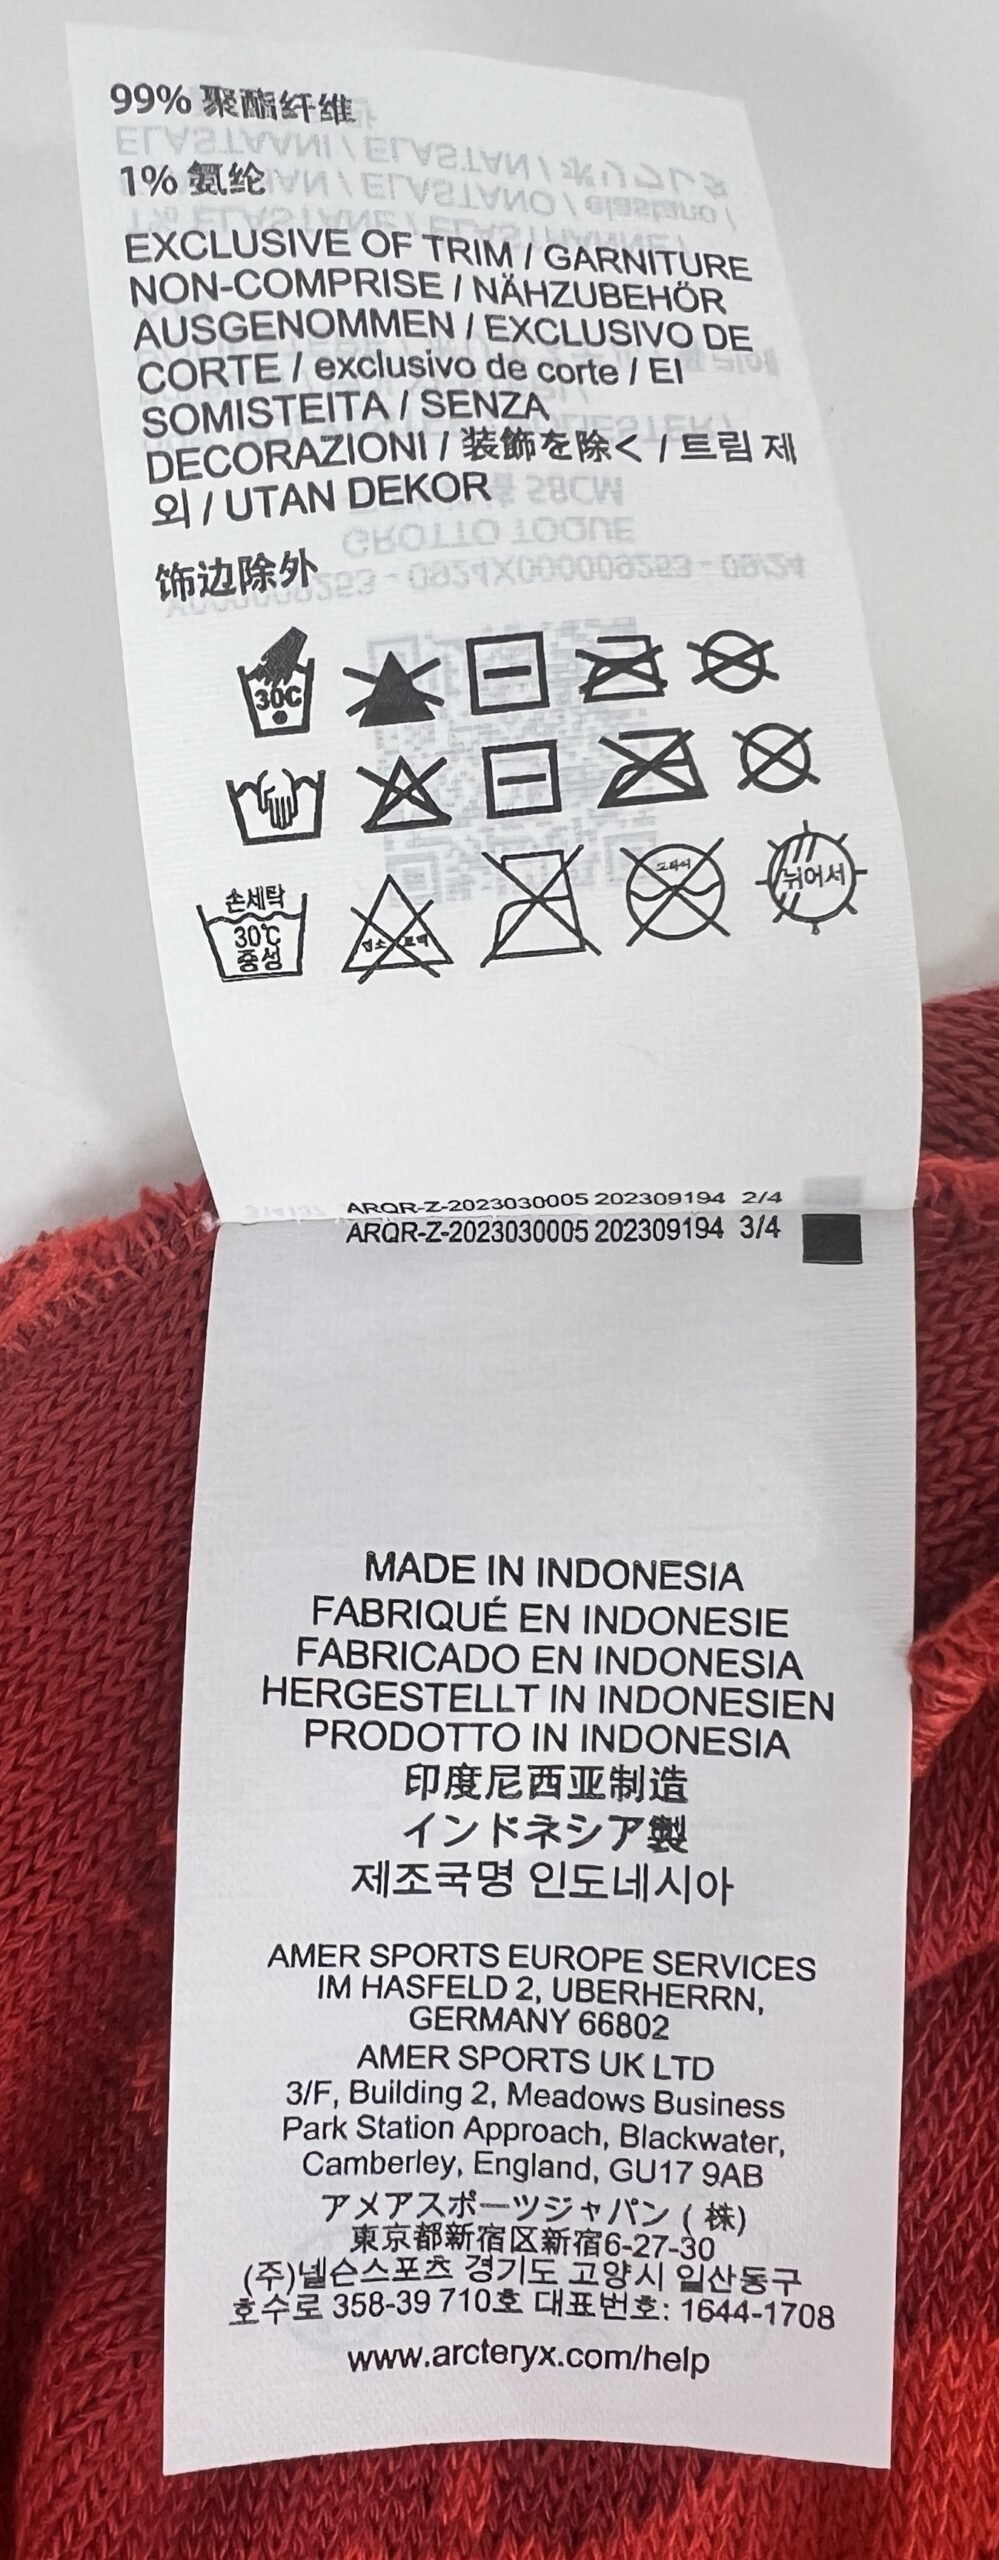 99% 聚酯纤维
1% 氨纶
EXCLUSIVE OF TRIM / GARNITURE
NON-COMPRISE / NÄHZUBEHÖR
AUSGENOMMEN / EXCLUSIVO DE
CORTE / exclusivo de corte / EI
SOMISTEITA / SENZA
DECORAZIONI / 装飾を除く / 트림 제
외 / UTAN DEKOR
饰边除外
30C
손세탁
30℃
중성
드라이
뉘어서
ARQR-Z-2023030005 202309194 2/4
ARQR-Z-2023030005 202309194 3/4
MADE IN INDONESIA
FABRIQUÉ EN INDONESIE
FABRICADO EN INDONESIA
HERGESTELLT IN INDONESIEN
PRODOTTO IN INDONESIA
印度尼西亚制造
インドネシア製
제조국명 인도네시아
AMER SPORTS EUROPE SERVICES
IM HASFELD 2, UBERHERRN,
GERMANY 66802
AMER SPORTS UK LTD
3/F, Building 2, Meadows Business
Park Station Approach, Blackwater,
Camberley, England, GU17 9AB
アメアスポーツジャパン ( 株)
東京都新宿区新宿6-27-30
(주)넬슨스포츠 경기도 고양시 일산동구
호수로 358-39 710호 대표번호: 1644-1708
www.arcteryx.com/help